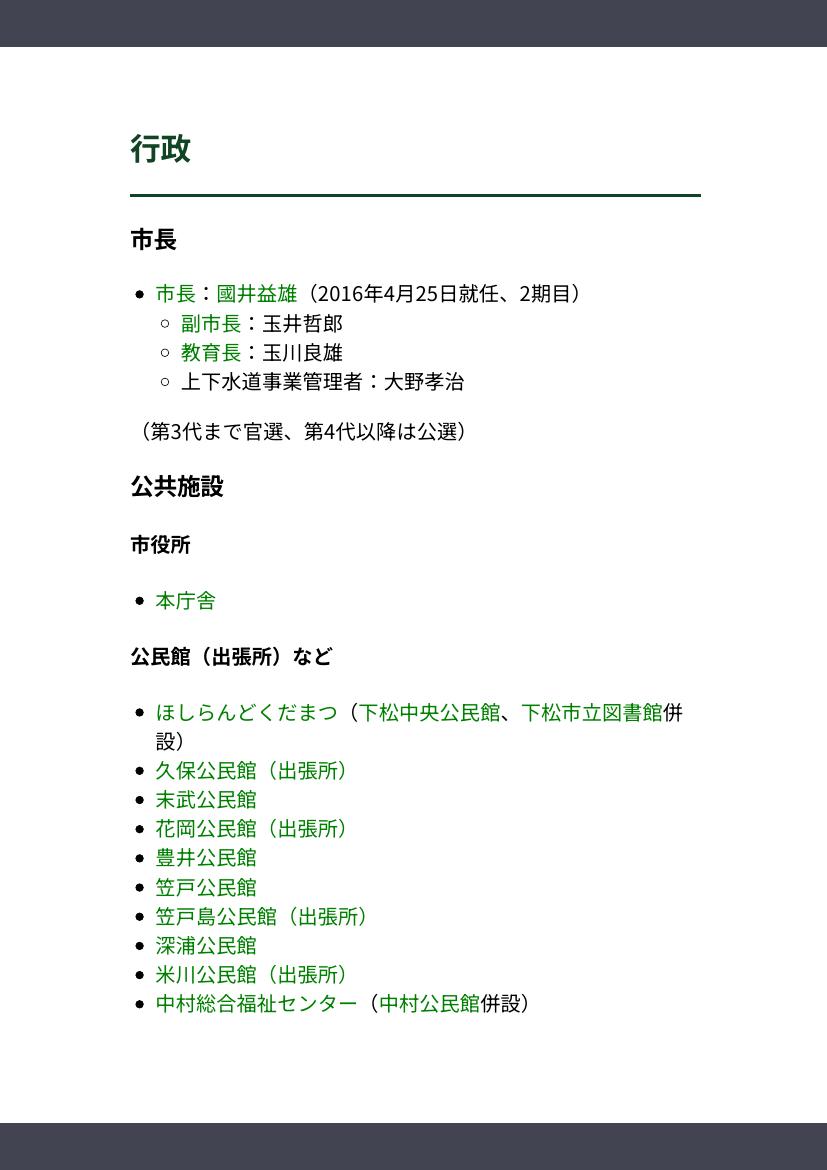 行政
市長
市長：國井益雄（2016年4月25日就任、2期目）
副市長：玉井哲郎
教育長：玉川良雄
上下水道事業管理者：大野孝治
（第3代まで官選、第4代以降は公選）
公共施設
市役所
本庁舎
公民館（出張所）など
ほしらんどくだまつ（下松中央公民館、下松市立図書館併
設）
久保公民館（出張所）
末武公民館
花岡公民館（出張所）
豊井公民館
笠戸公民館
笠戸島公民館（出張所）
深浦公民館
米川公民館（出張所）
中村総合福祉センター（中村公民館併設）